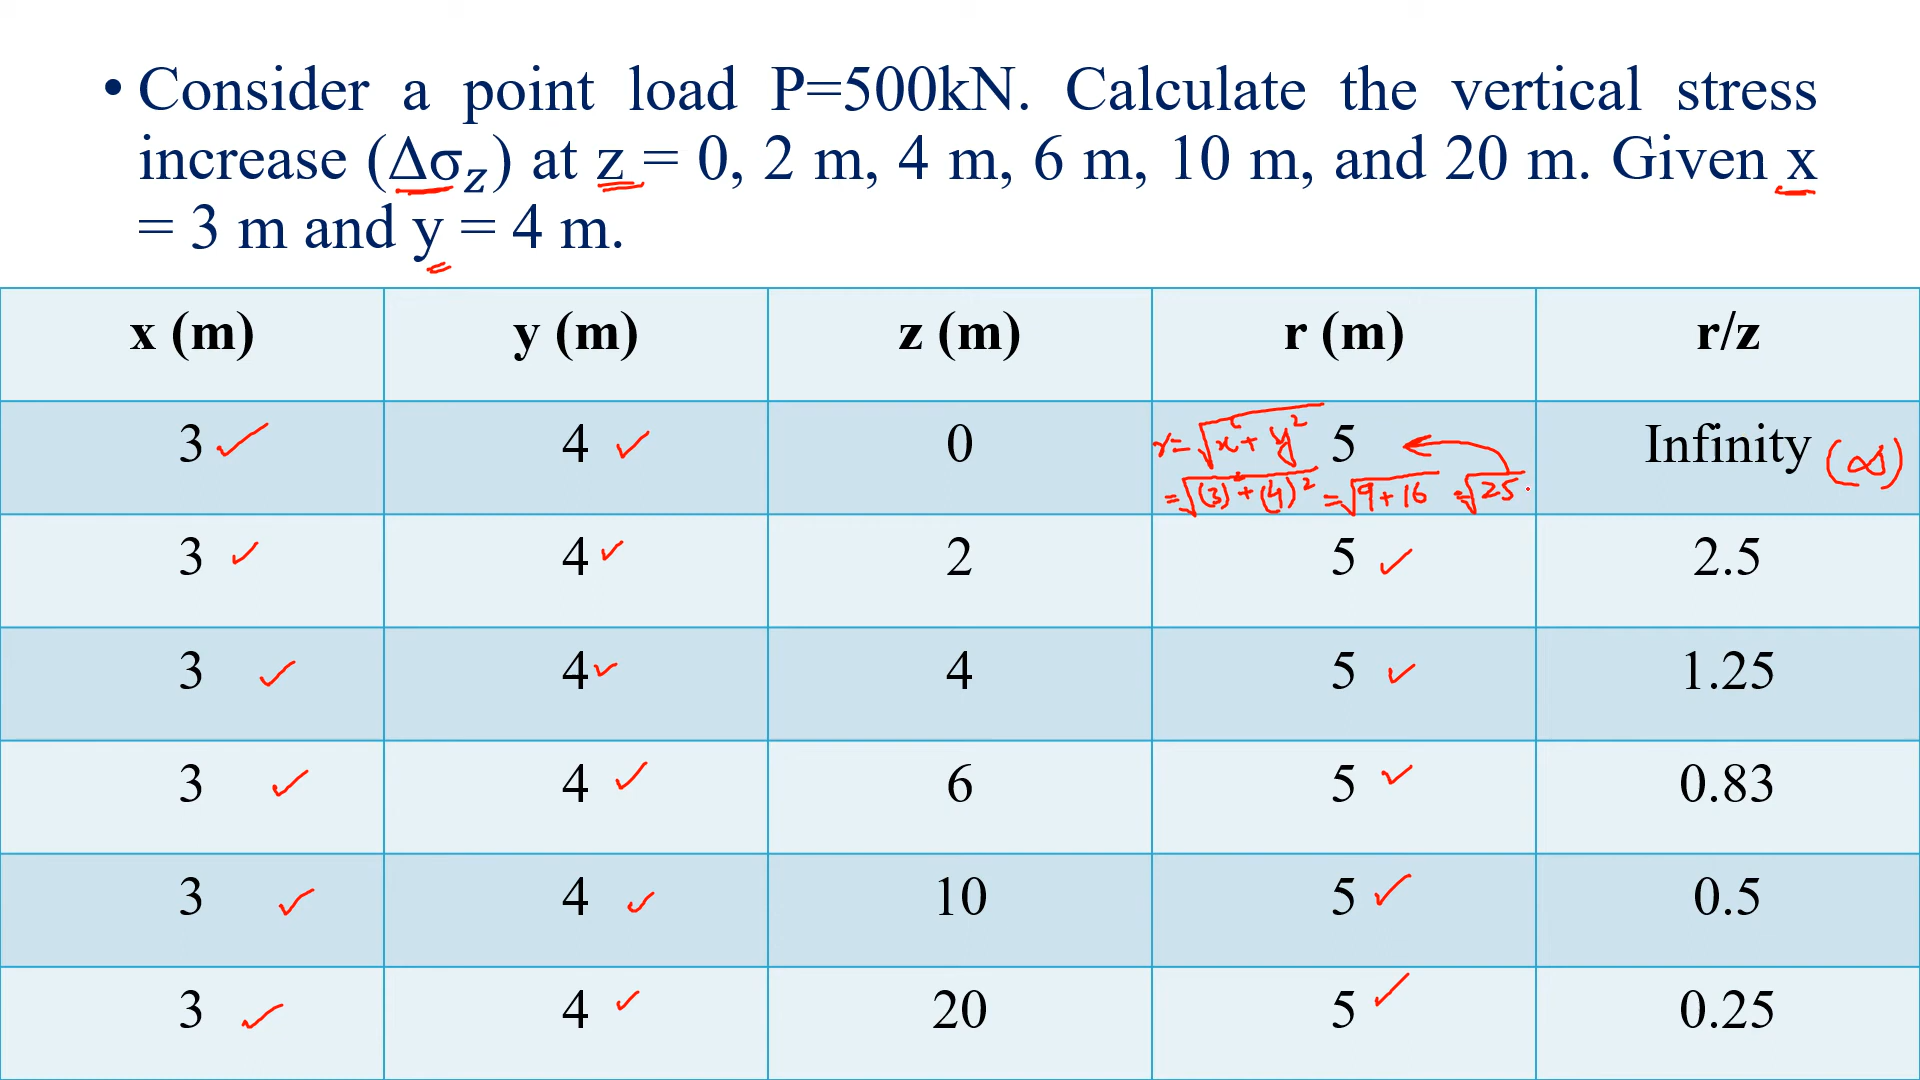 • Consider a point load P=500kN. Calculate the vertical stress
increase (Δσz) at z = 0, 2 m, 4 m, 6 m, 10 m, and 20 m. Given x
= 3 m and y = 4 m.
x (m) y (m) z (m) r (m) r/z
3 4 0 r=√x²+y² 5 Infinity (∞)
=√(3)²+(4)² =√9+16 =√25
3 4 2 5 2.5
3 4 4 5 1.25
3 4 6 5 0.83
3 4 10 5 0.5
3 4 20 5 0.25